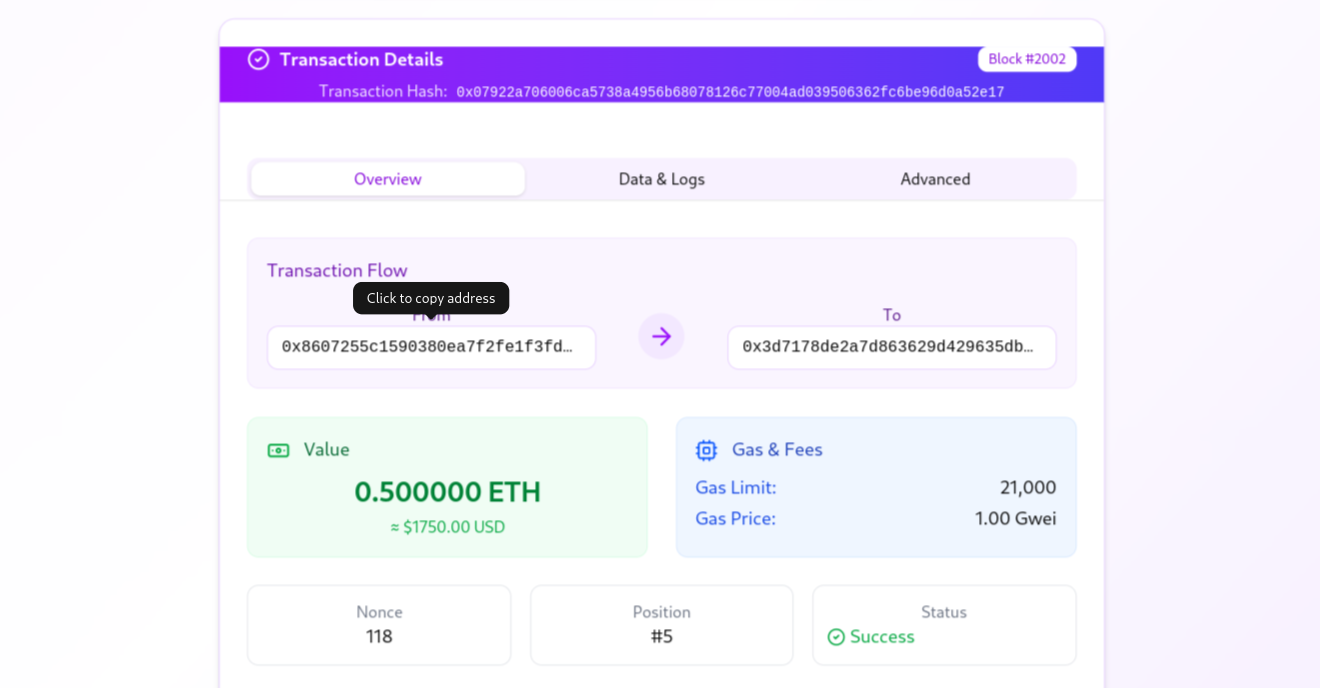 Transaction Details
Block #2002
Transaction Hash: 0x07922a706006ca5738a4956b68078126c77004ad039506362fc6be96d0a52e17
Overview
Data & Logs
Advanced
Transaction Flow
Click to copy address
From
To
0x8607255c1590380ea7f2fe1f3fd…
0x3d7178de2a7d863629d429635db…
Value
0.500000 ETH
≈ $1750.00 USD
Gas & Fees
Gas Limit: 21,000
Gas Price: 1.00 Gwei
Nonce
118
Position
#5
Status
Success